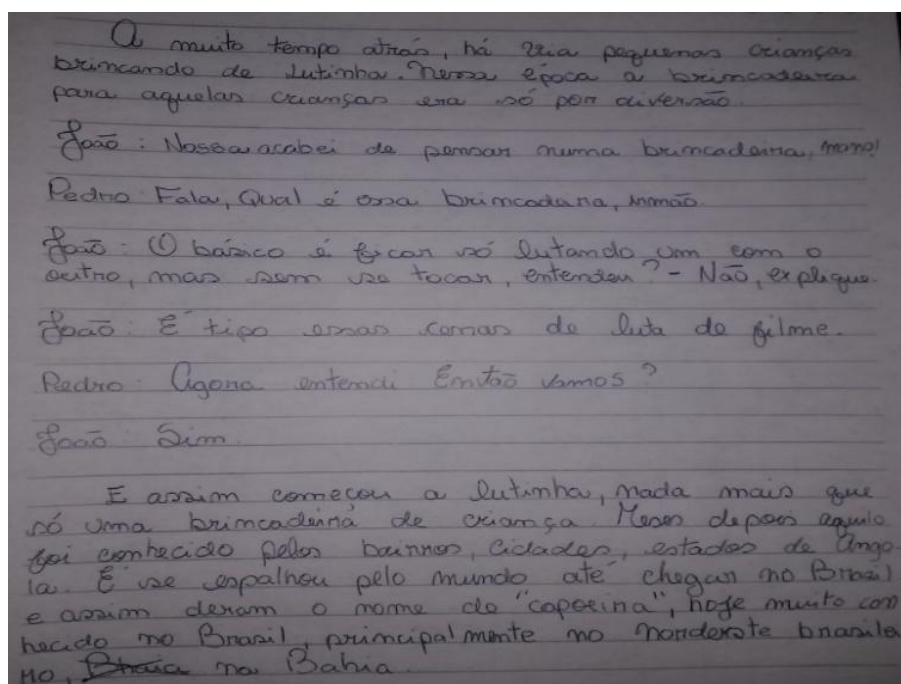 A muito tempo atrás, há 2ria pequenas crianças
brincando de lutinha. Nessa época a brincadeira
para aquelas crianças era só por diversão.
João: Nossa acabei de pensar numa brincadeira, mano!
Pedro: Fala, Qual é essa brincadeira, irmão.
João: O básico é ficar só lutando um com o
outro, mas sem se tocar, entendeu? - Não, explique.
João: É tipo essas cenas de luta de filme.
Pedro: Agora entendi Então vamos?
João: Sim
E assim começou a lutinha, nada mais que
só uma brincadeira de criança. Meses depois aquilo
foi conhecido pelos bairros, cidades, estados de Ango
la. E se espalhou pelo mundo até chegar no Brasil
e assim deram o nome de "capoeira", hoje muito con
hecido no Brasil, principalmente no nordeste brasile
no, na Bahia.